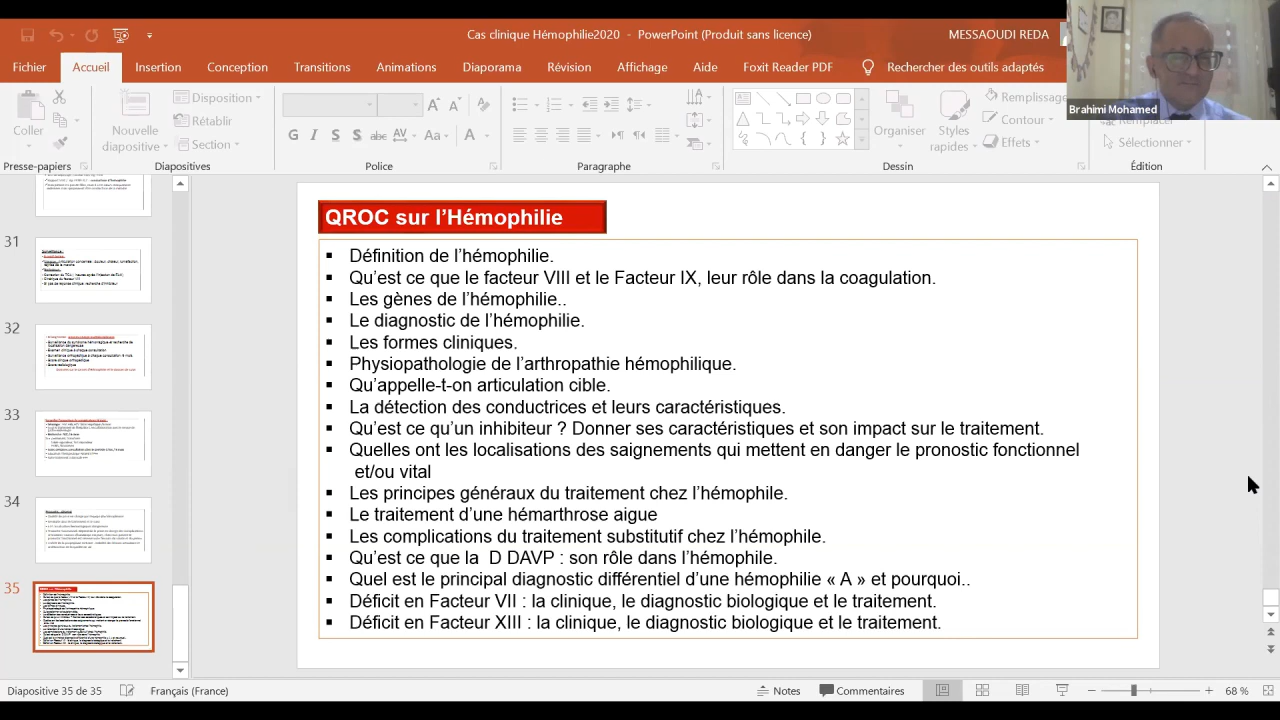 Cas clinique Hémophilie2020 - PowerPoint (Produit sans licence)
MESSAOUDI REDA
Fichier
Accueil
Insertion
Conception
Transitions
Animations
Diaporama
Révision
Affichage
Aide
Foxit Reader PDF
Rechercher des outils adaptés
Brahimi Mohamed
Coller
Nouvelle
diapositive
Disposition
Rétablir
Section
G I S S abc AV
Organiser
Styles
rapides
Remplissage
Contour
Effets
Remplacer
Sélectionner
Presse-papiers
Diapositives
Police
Paragraphe
Dessin
Édition
31
32
33
34
35
QROC sur l'Hémophilie
▪ Définition de l'hémophilie.
▪ Qu'est ce que le facteur VIII et le Facteur IX, leur rôle dans la coagulation.
▪ Les gènes de l'hémophilie..
▪ Le diagnostic de l'hémophilie.
▪ Les formes cliniques.
▪ Physiopathologie de l'arthropathie hémophilique.
▪ Qu'appelle-t-on articulation cible.
▪ La détection des conductrices et leurs caractéristiques.
▪ Qu'est ce qu'un inhibiteur ? Donner ses caractéristiques et son impact sur le traitement.
▪ Quelles ont les localisations des saignements qui mettent en danger le pronostic fonctionnel
et/ou vital
▪ Les principes généraux du traitement chez l'hémophile.
▪ Le traitement d'une hémarthrose aigue
▪ Les complications du traitement substitutif chez l'hémophile.
▪ Qu'est ce que la D DAVP : son rôle dans l'hémophile.
▪ Quel est le principal diagnostic différentiel d'une hémophilie « A » et pourquoi..
▪ Déficit en Facteur VII : la clinique, le diagnostic biologique et le traitement.
▪ Déficit en Facteur XIII : la clinique, le diagnostic biologique et le traitement.
Diapositive 35 de 35
Français (France)
Notes
Commentaires
68 %